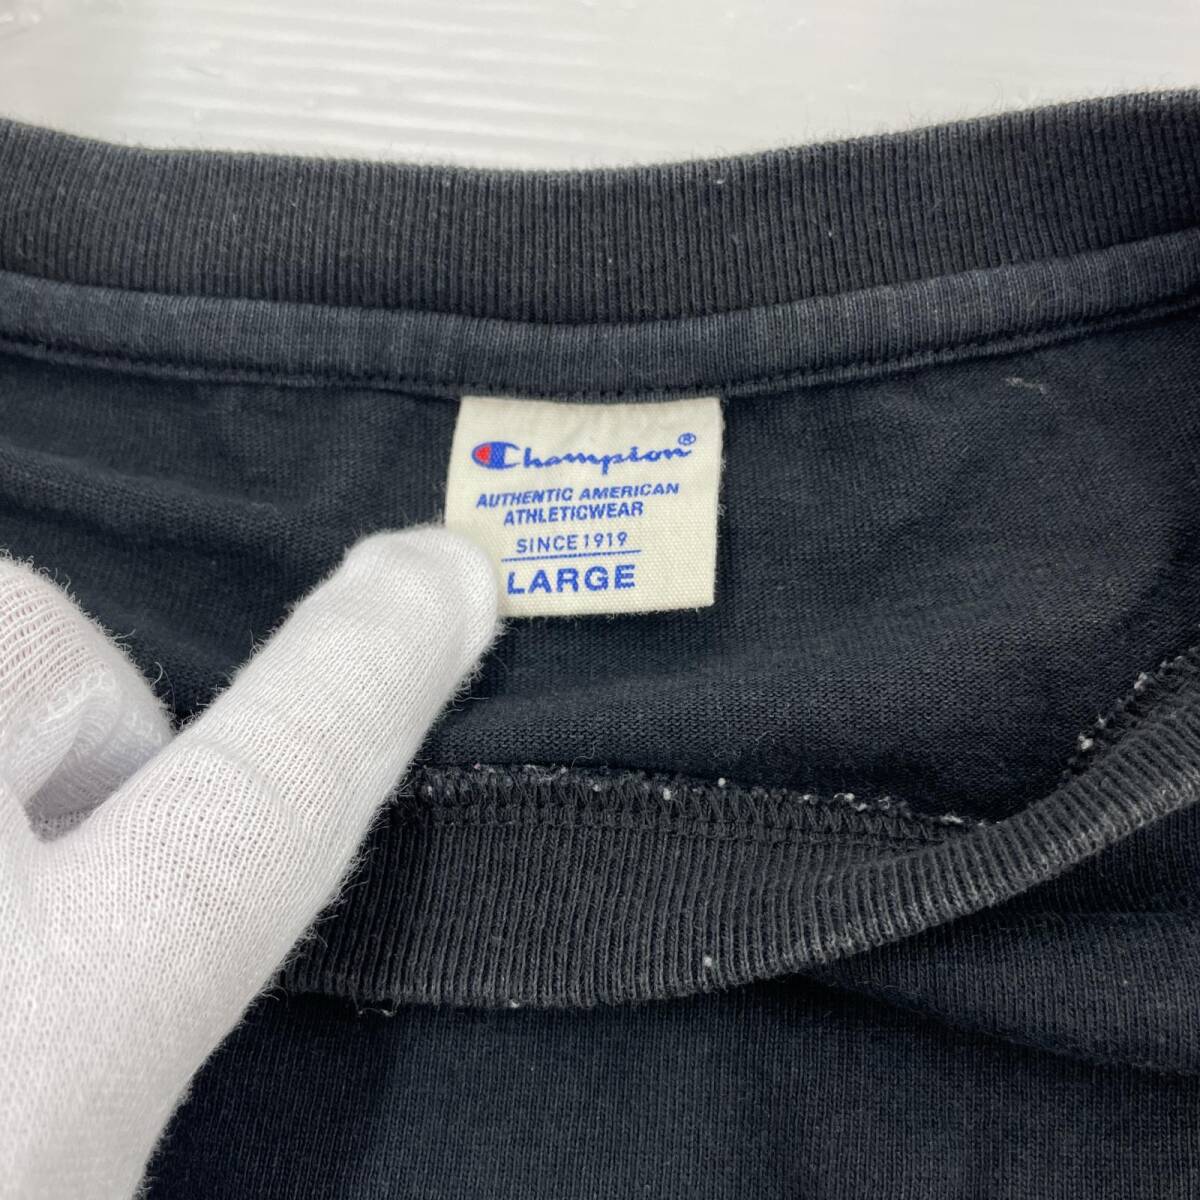 Champion®
AUTHENTIC AMERICAN
ATHLETICWEAR
SINCE 1919
LARGE